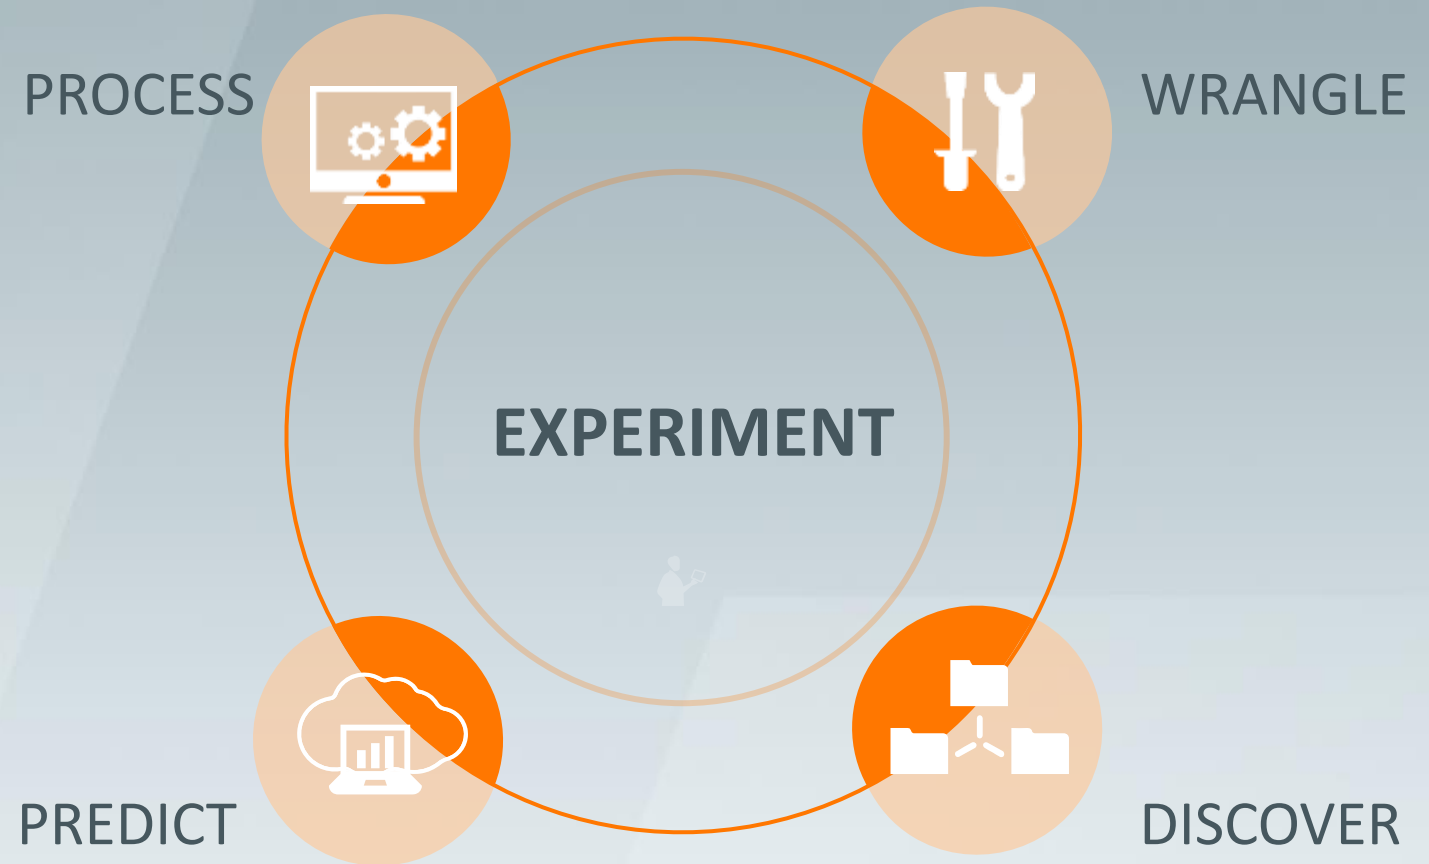 PROCESS
WRANGLE
EXPERIMENT
PREDICT
DISCOVER